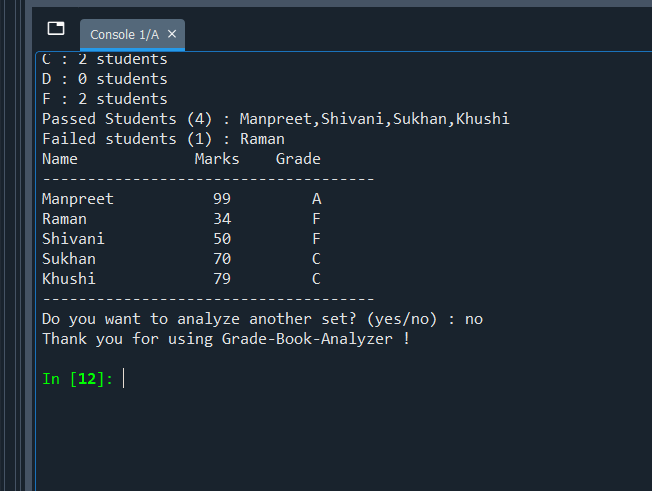 Console 1/A ×
C : 2 students
D : 0 students
F : 2 students
Passed Students (4) : Manpreet,Shivani,Sukhan,Khushi
Failed students (1) : Raman
Name             Marks    Grade
-------------------------------------
Manpreet           99         A
Raman              34         F
Shivani            50         F
Sukhan             70         C
Khushi             79         C
-------------------------------------
Do you want to analyze another set? (yes/no) : no
Thank you for using Grade-Book-Analyzer !
In [12]: